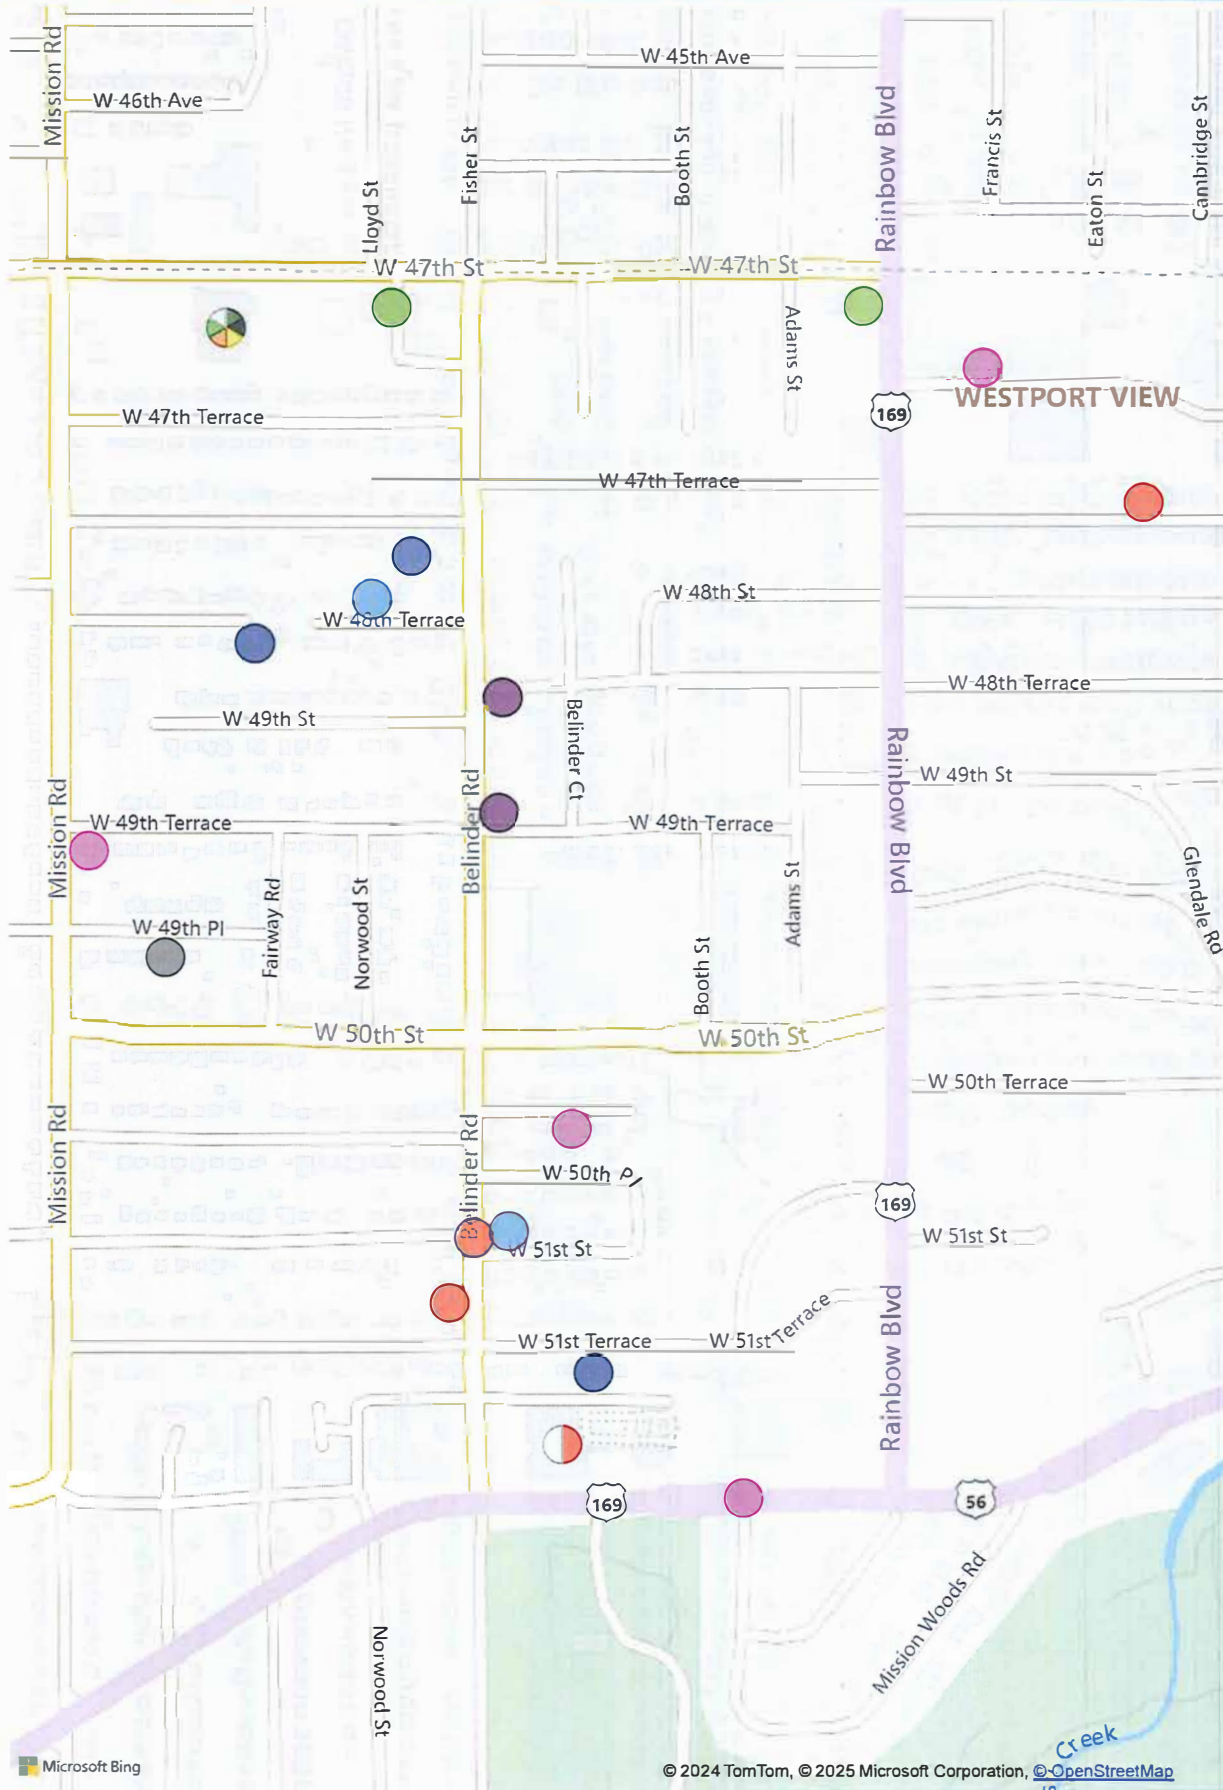 Mission Rd
W 45th Ave
W 46th Ave
Rainbow Blvd
Cambridge St
Francis St
Fisher St
Booth St
Eaton St
Lloyd St
W 47th St
W 47th St
Adams St
WESTPORT VIEW
169
W 47th Terrace
W 47th Terrace
W 48th St
W 48th Terrace
W 48th Terrace
W 49th St
Belinder Ct
Rainbow Blvd
W 49th St
Mission Rd
Belinder Rd
W 49th Terrace
W 49th Terrace
Glendale Rd
Adams St
Fairway Rd
Norwood St
W 49th Pl
Booth St
W 50th St
W 50th St
W 50th Terrace
Mission Rd
Belinder Rd
W 50th Pl
169
W 51st St
W 51st St
W 51st Terrace
W 51st Terrace
Rainbow Blvd
169
56
Mission Woods Rd
Norwood St
Creek
Microsoft Bing
© 2024 TomTom, © 2025 Microsoft Corporation, © OpenStreetMap